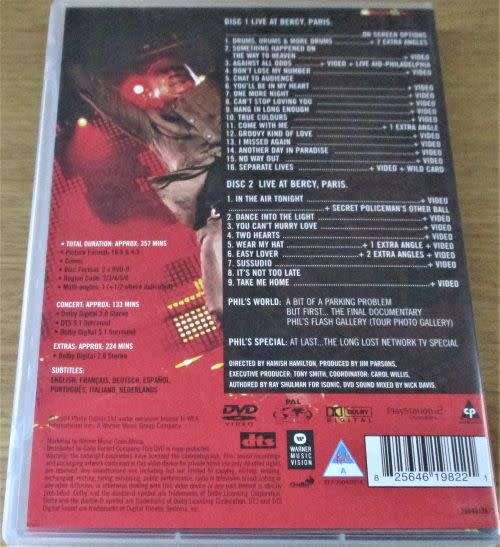 DISC 1 LIVE AT BERCY, PARIS.
ON SCREEN OPTIONS
1. DRUMS, DRUMS & MORE DRUMS + 7 EXTRA ANGLES
2. SOMETHING HAPPENED ON
THE WAY TO HEAVEN + VIDEO
3. AGAINST ALL ODDS + VIDEO + LIVE AID-PHILADELPHIA
4. DON'T LOSE MY NUMBER + VIDEO
5. CHAT TO AUDIENCE
6. YOU'LL BE IN MY HEART + VIDEO
7. ONE MORE NIGHT + VIDEO
8. CAN'T STOP LOVING YOU + VIDEO
9. HANG IN LONG ENOUGH + VIDEO
10. TRUE COLOURS + VIDEO
11. COME WITH ME + 1 EXTRA ANGLE
12. GROOVY KIND OF LOVE + VIDEO
13. I MISSED AGAIN + VIDEO
14. ANOTHER DAY IN PARADISE + VIDEO
15. NO WAY OUT + VIDEO
16. SEPARATE LIVES + VIDEO + WILD CARD
DISC 2 LIVE AT BERCY, PARIS.
1. IN THE AIR TONIGHT + VIDEO
+ SECRET POLICEMAN'S OTHER BALL
2. DANCE INTO THE LIGHT + VIDEO
3. YOU CAN'T HURRY LOVE + VIDEO
4. TWO HEARTS + VIDEO
5. WEAR MY HAT + 1 EXTRA ANGLE + VIDEO
6. EASY LOVER + 2 EXTRA ANGLES + VIDEO
7. SUSSUDIO + VIDEO
8. IT'S NOT TOO LATE
9. TAKE ME HOME + VIDEO
PHIL'S WORLD: A BIT OF A PARKING PROBLEM
BUT FIRST.. THE FINAL DOCUMENTARY
PHIL'S FLASH GALLERY (TOUR PHOTO GALLERY)
PHIL'S SPECIAL: AT LAST...THE LONG LOST NETWORK TV SPECIAL
DIRECTED BY HAMISH HAMILTON, PRODUCED BY JIM PARSONS,
EXECUTIVE PRODUCER: TONY SMITH, COORDINATOR: CAROL WILLIS,
AUTHORED BY RAY SHULMAN FOR ISONIC. DVD SOUND MIXED BY NICK DAVIS.
• TOTAL DURATION: APPROX. 357 MINS
• Picture Format: 16:9 & 4:3
• Disc Format: 2 x DVD-9
CONCERT: APPROX: 133 MINS
• Dolby Digital 2.0 Stereo
• DTS 5.1 Surround
• Dolby Digital 5.1 Surround
EXTRAS: APPROX: 224 MINS
• Dolby Digital 2.0 Stereo
SUBTITLES:
ENGLISH, FRANÇAIS, DEUTSCH, ESPAÑOL,
PORTUGUÊS, ITALIANO, NEDERLANDS
DVD
VIDEO
PAL
DOLBY
DIGITAL
PlayStation 2
cp
dts
WARNER
MUSIC
VISION
A
8 25646 19822 1